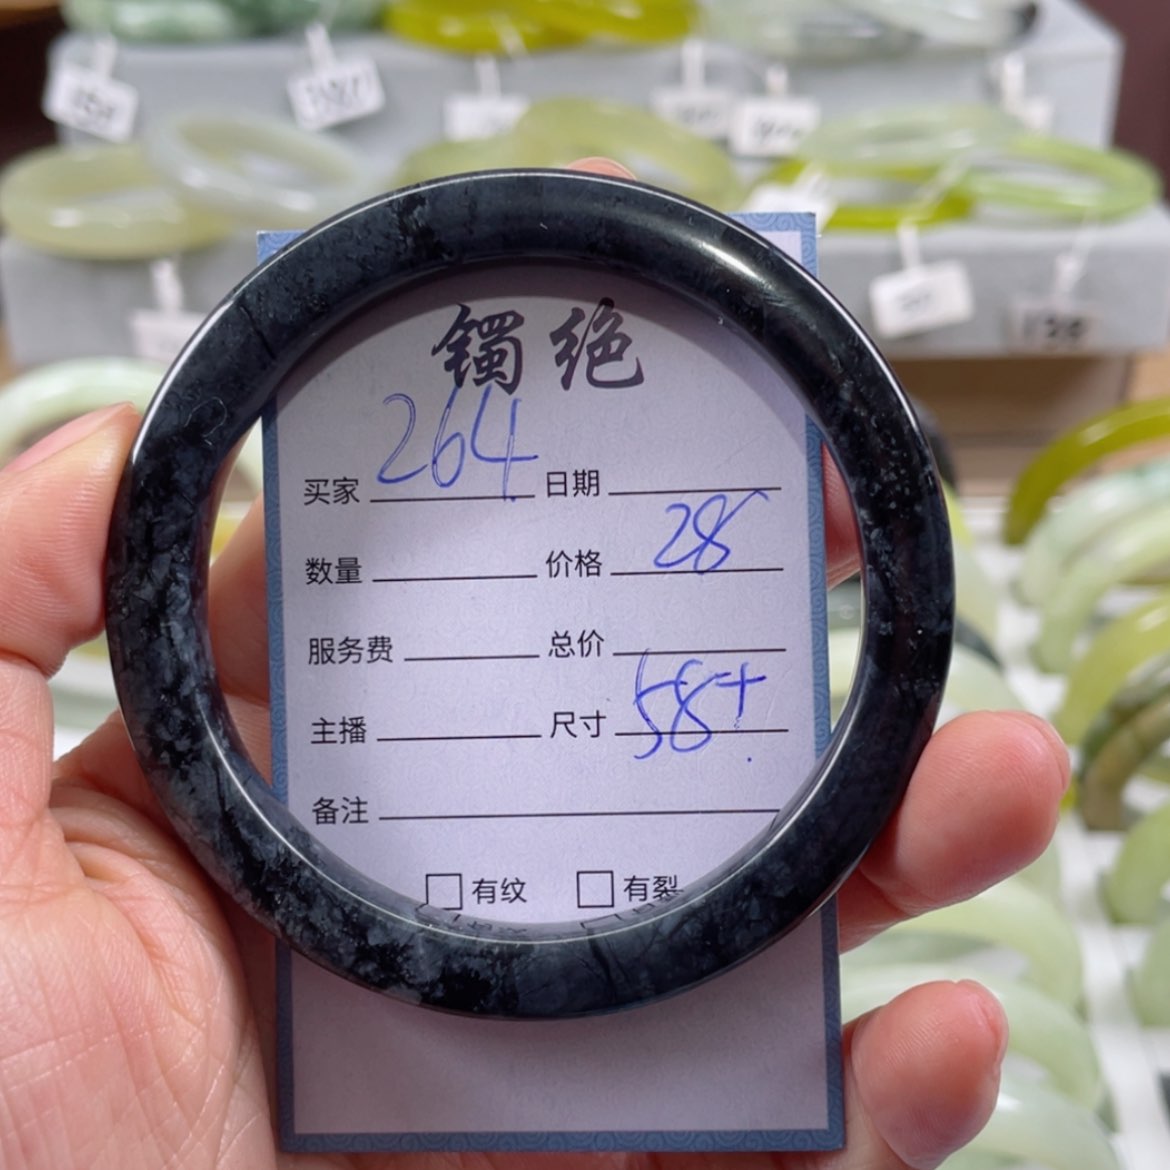 镯绝
买家 264 日期
数量 价格 28
服务费 总价
主播 尺寸 58+
备注
有纹 有裂